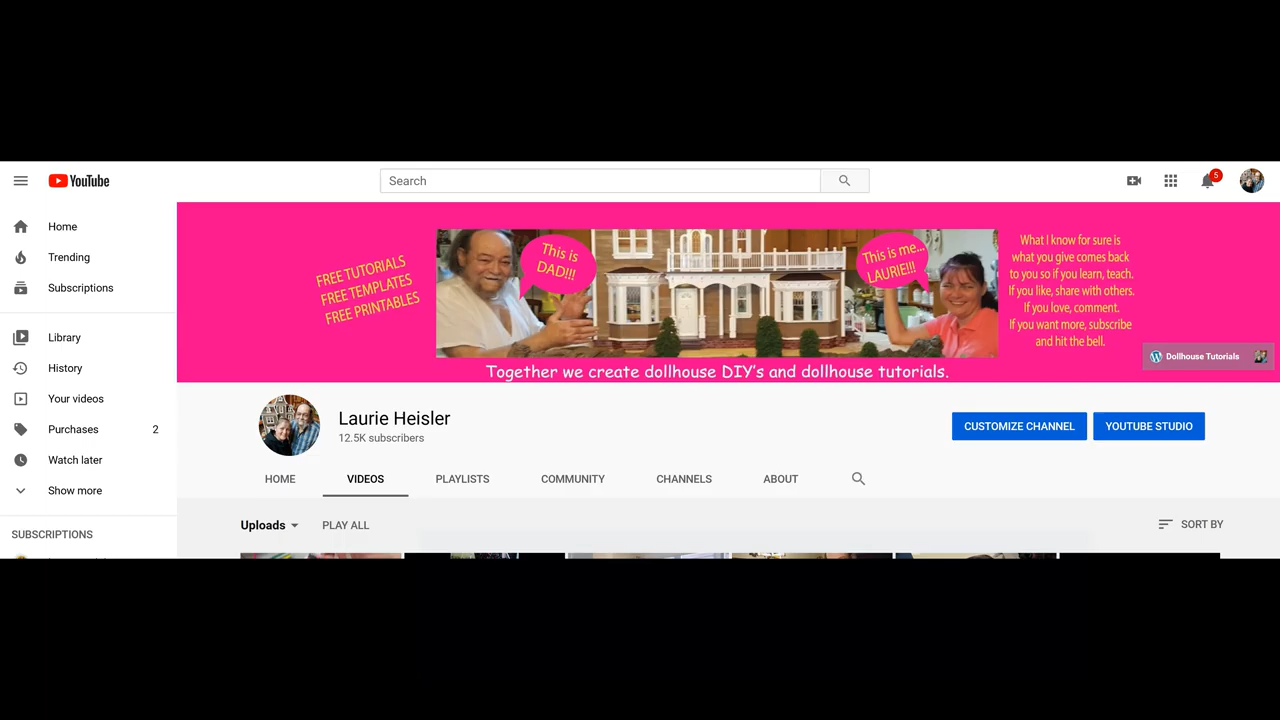 YouTube
Search
5
Home
Trending
Subscriptions
Library
History
Your videos
Purchases 2
Watch later
Show more
SUBSCRIPTIONS
FREE TUTORIALS
FREE TEMPLATES
FREE PRINTABLES
This is
DAD!!!
This is me...
LAURIE!!!
What I know for sure is
what you give comes back
to you so if you learn, teach.
If you like, share with others.
If you love, comment.
If you want more, subscribe
and hit the bell.
Dollhouse Tutorials
Together we create dollhouse DIY's and dollhouse tutorials.
Laurie Heisler
12.5K subscribers
CUSTOMIZE CHANNEL
YOUTUBE STUDIO
HOME VIDEOS PLAYLISTS COMMUNITY CHANNELS ABOUT
Uploads PLAY ALL SORT BY